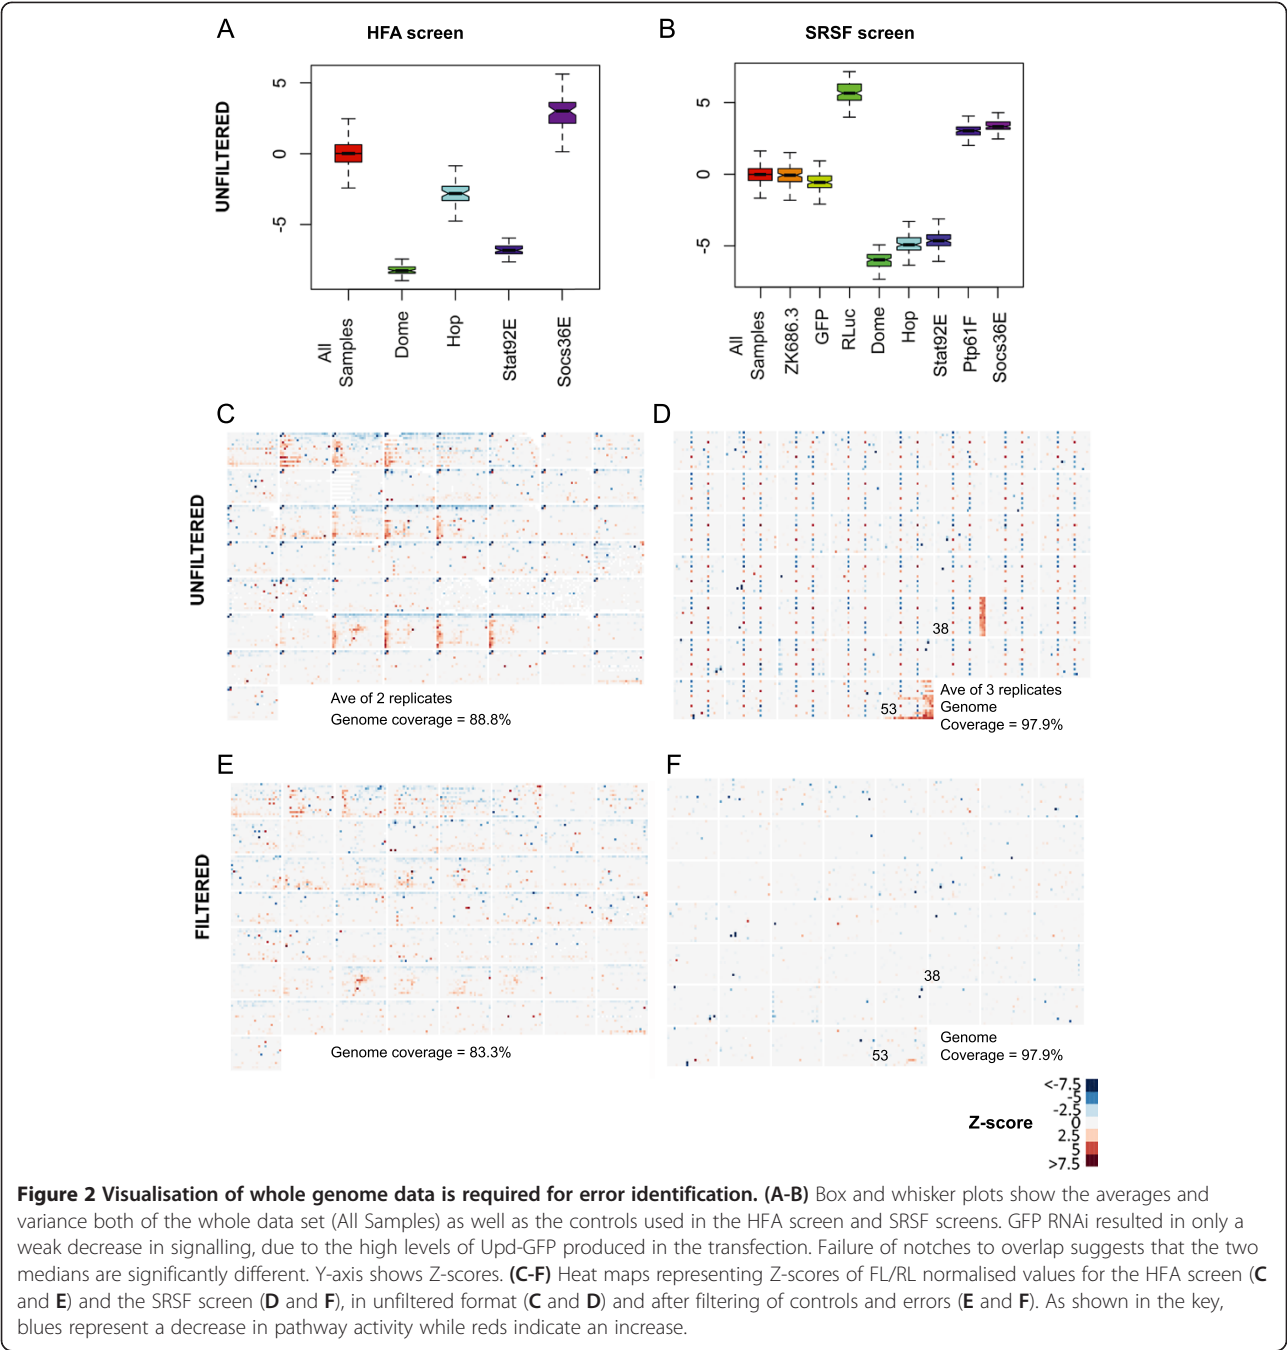 A
HFA screen
B
SRSF screen
UNFILTERED
5
0
-5
All
Samples
Dome
Hop
Stat92E
Socs36E
5
0
-5
All
Samples
ZK686.3
GFP
RLuc
Dome
Hop
Stat92E
Ptp61F
Socs36E
C
D
UNFILTERED
38
53
Ave of 2 replicates
Genome coverage = 88.8%
Ave of 3 replicates
Genome
Coverage = 97.9%
E
F
FILTERED
38
53
Genome coverage = 83.3%
Genome
Coverage = 97.9%
Z-score
<-7.5
-5
-2.5
0
2.5
5
>7.5
Figure 2 Visualisation of whole genome data is required for error identification. (A-B) Box and whisker plots show the averages and
variance both of the whole data set (All Samples) as well as the controls used in the HFA screen and SRSF screens. GFP RNAi resulted in only a
weak decrease in signalling, due to the high levels of Upd-GFP produced in the transfection. Failure of notches to overlap suggests that the two
medians are significantly different. Y-axis shows Z-scores. (C-F) Heat maps representing Z-scores of FL/RL normalised values for the HFA screen (C
and E) and the SRSF screen (D and F), in unfiltered format (C and D) and after filtering of controls and errors (E and F). As shown in the key,
blues represent a decrease in pathway activity while reds indicate an increase.